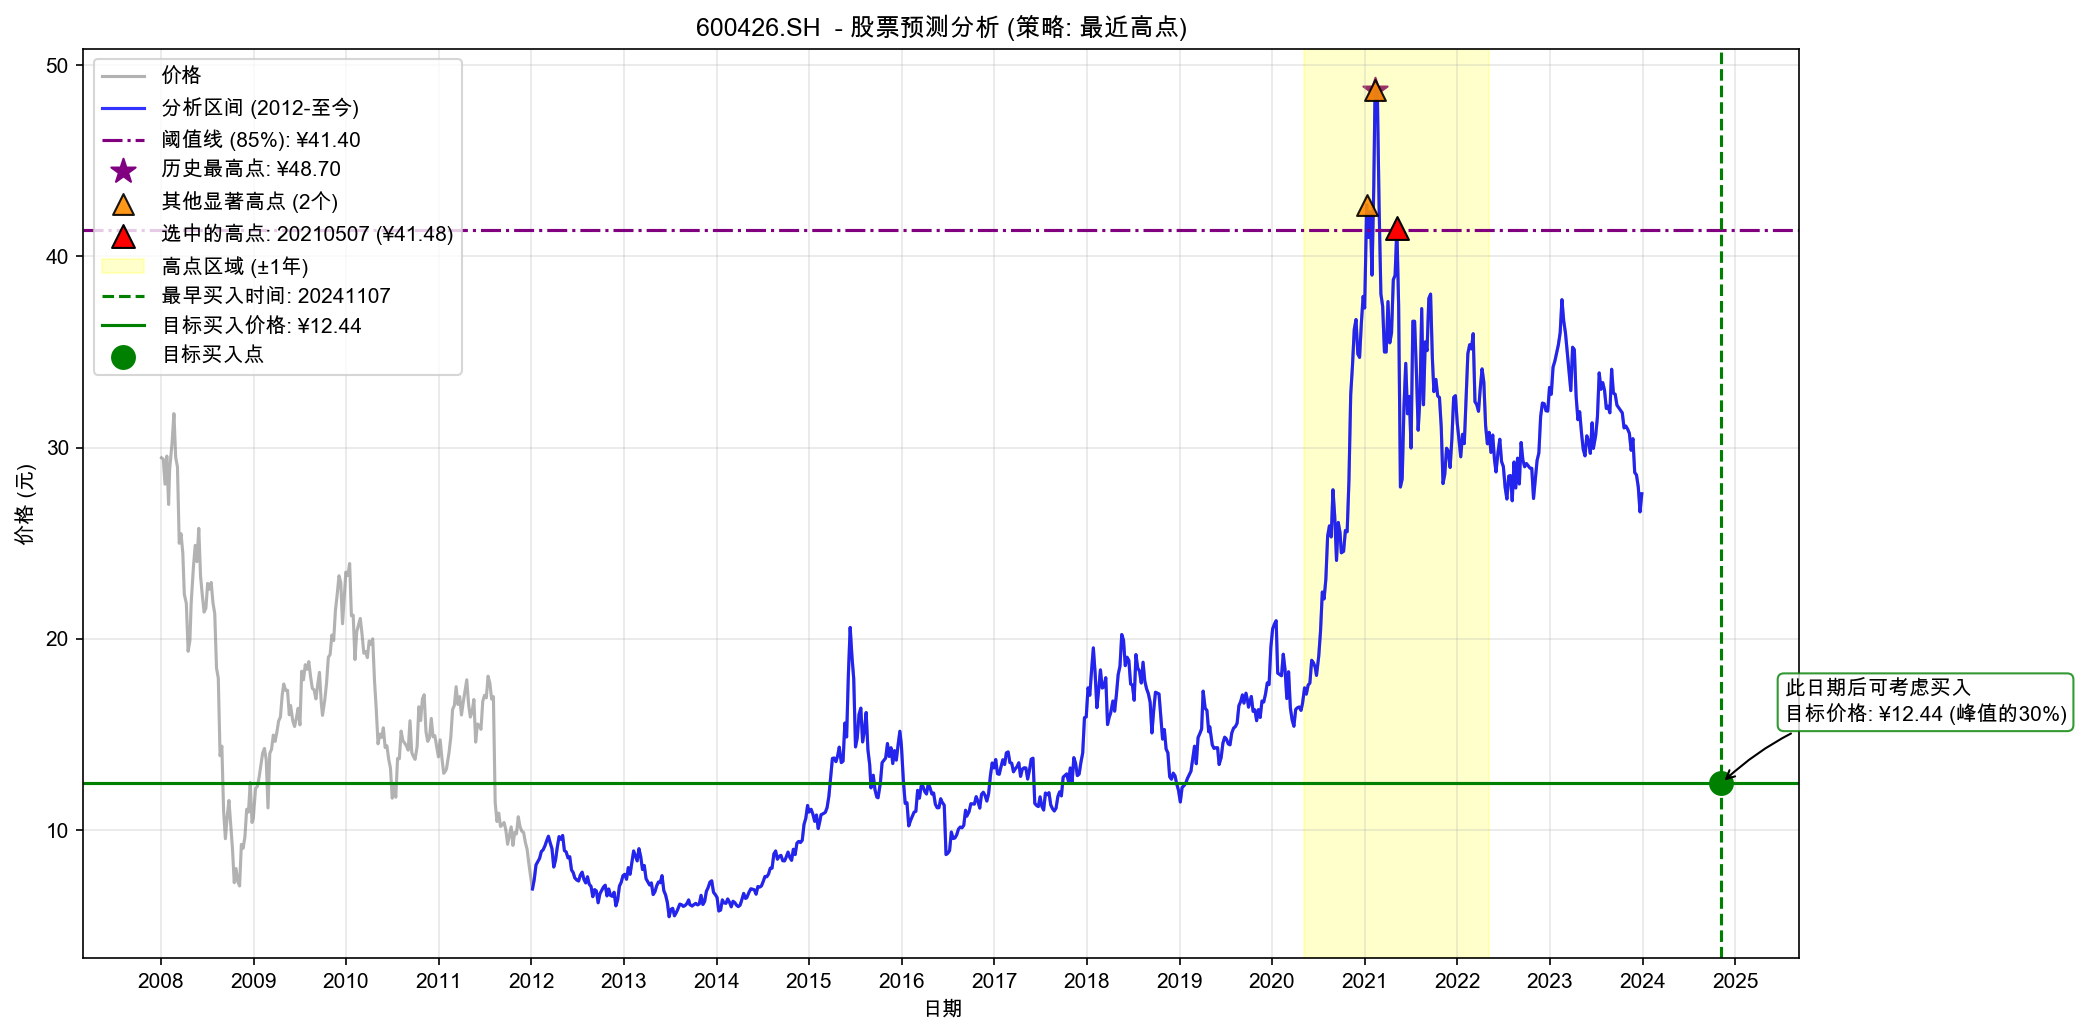 600426.SH - 股票预测分析 (策略: 最近高点)
价格
分析区间 (2012-至今)
阈值线 (85%): ¥41.40
历史最高点: ¥48.70
其他显著高点 (2个)
选中的高点: 20210507 (¥41.48)
高点区域 (±1年)
最早买入时间: 20241107
目标买入价格: ¥12.44
目标买入点
价格 (元)
50
40
30
20
10
此日期后可考虑买入
目标价格: ¥12.44 (峰值的30%)
2008 2009 2010 2011 2012 2013 2014 2015 2016 2017 2018 2019 2020 2021 2022 2023 2024 2025
日期